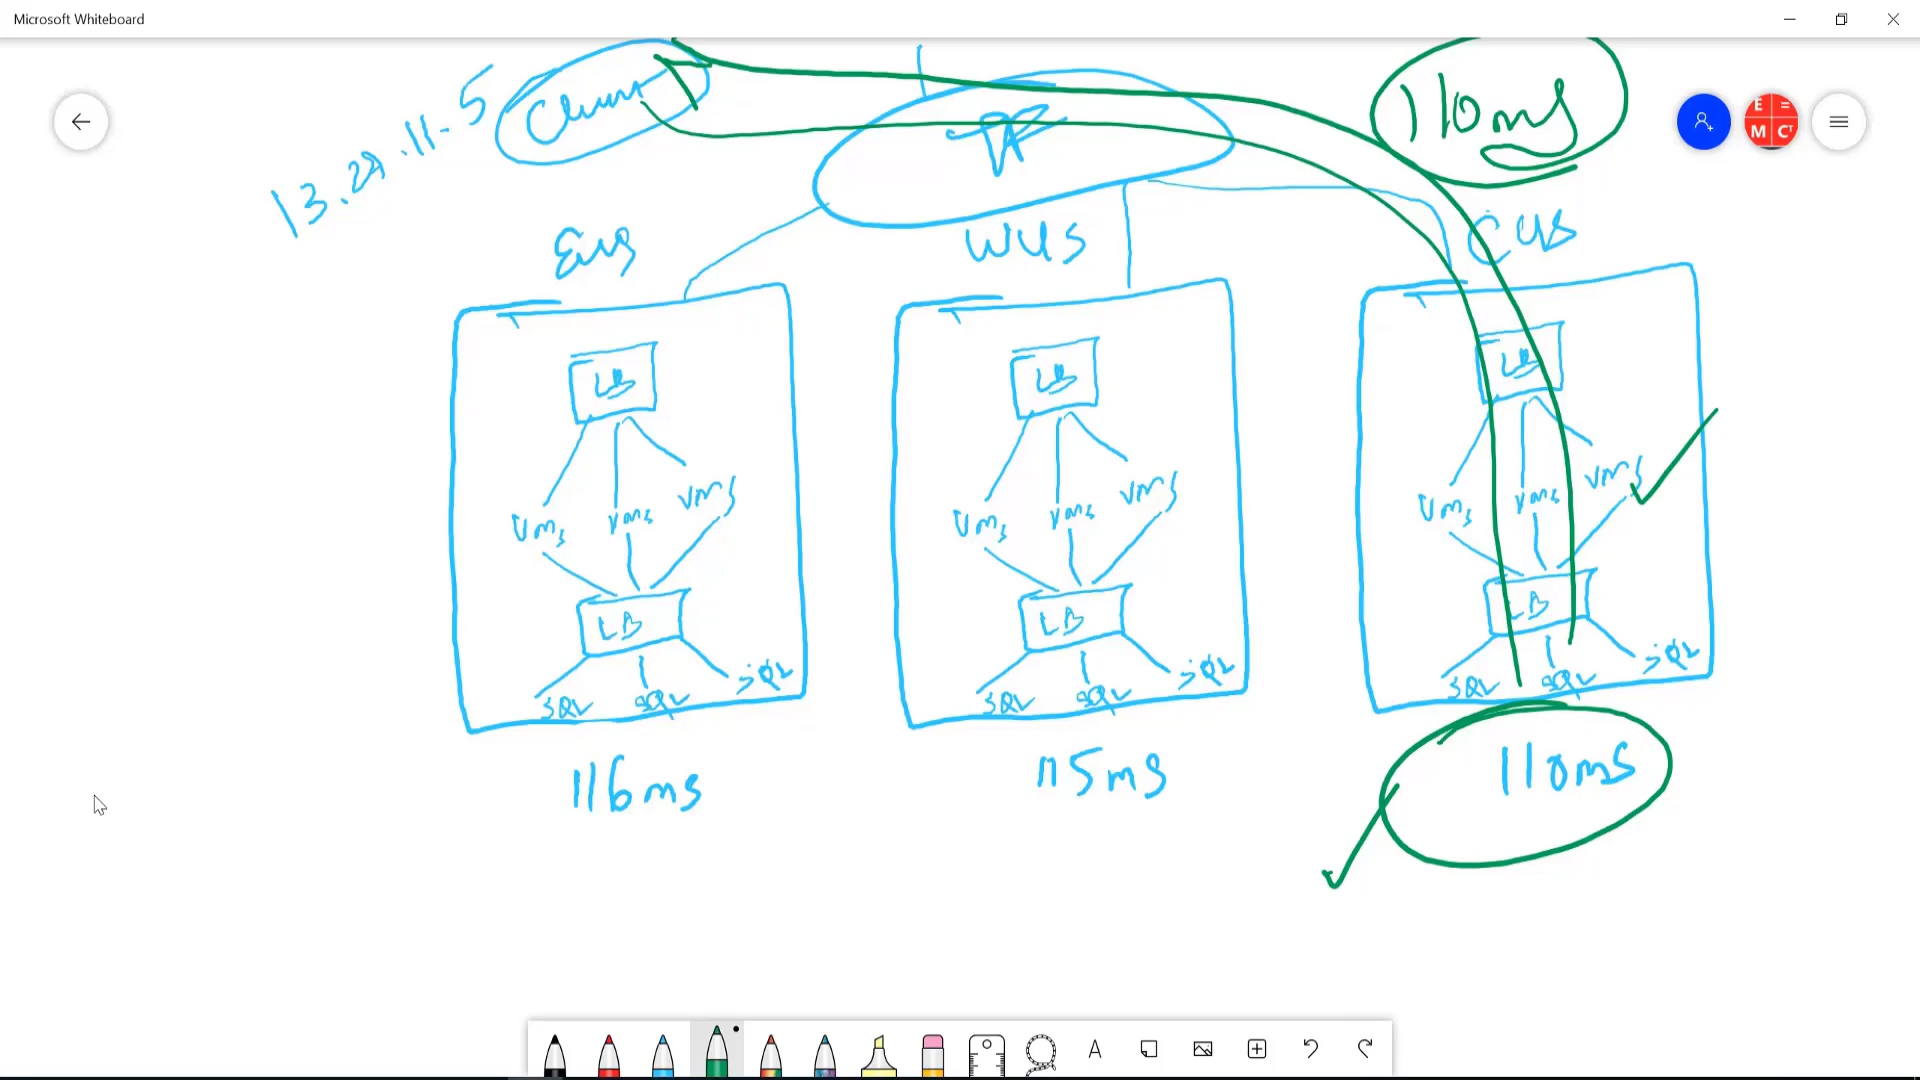 Microsoft Whiteboard
Client
110ms
13.29.11.5
EUS
WUS
CUS
LB
LB
LB
VMs
VMs
VMs
VMs
VMs
VMs
VMs
VMs
VMs
LB
LB
LB
SQL
SQL
SQL
SQL
SQL
SQL
SQL
SQL
SQL
116ms
115ms
110ms